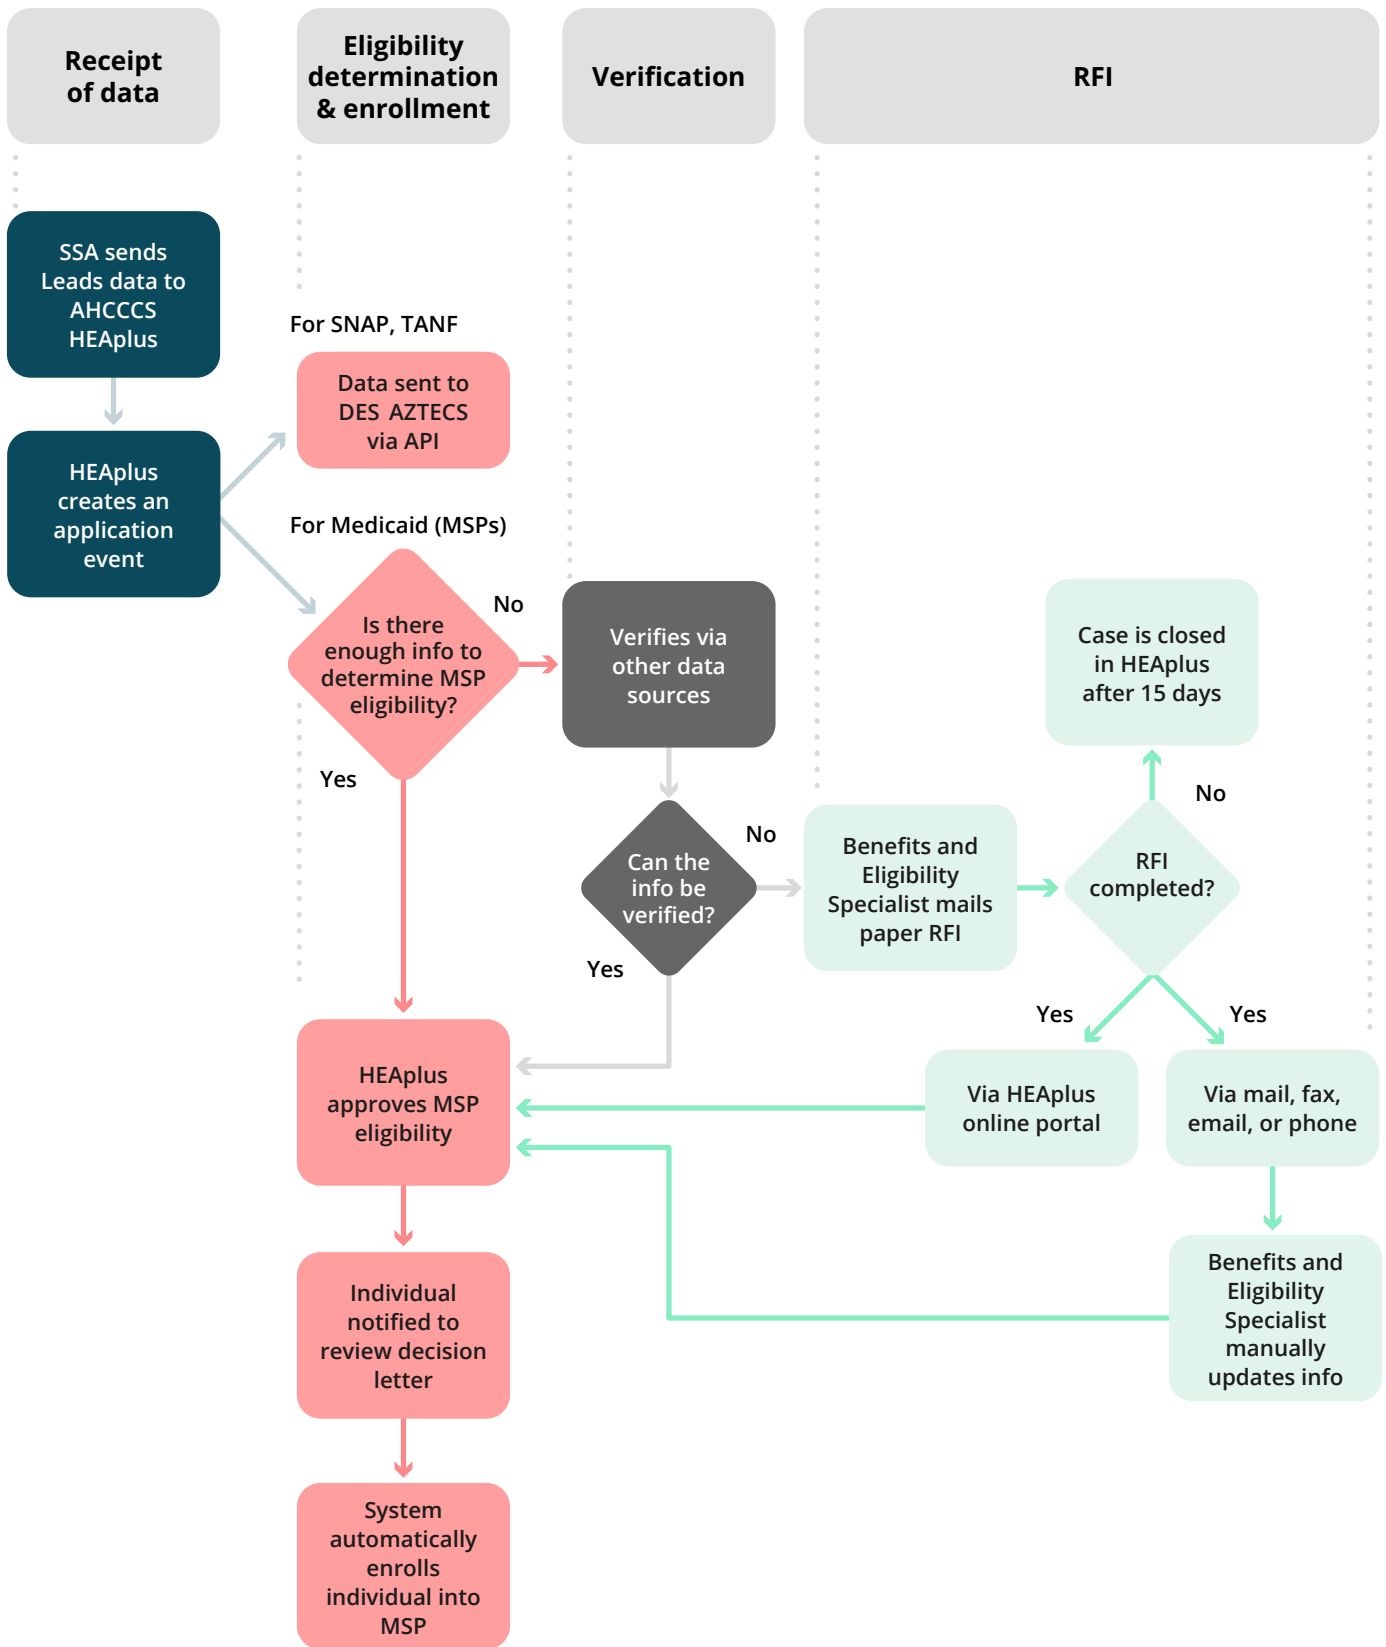 Receipt
of data
Eligibility
determination
& enrollment
Verification
RFI
SSA sends
Leads data to
AHCCCS
HEAplus
HEAplus
creates an
application
event
For SNAP, TANF
Data sent to
DES AZTECS
via API
For Medicaid (MSPs)
Is there
enough info to
determine MSP
eligibility?
No
Yes
Verifies via
other data
sources
Can the
info be
verified?
No
Yes
Benefits and
Eligibility
Specialist mails
paper RFI
RFI
completed?
No
Case is closed
in HEAplus
after 15 days
Yes
Yes
Via HEAplus
online portal
Via mail, fax,
email, or phone
Benefits and
Eligibility
Specialist
manually
updates info
HEAplus
approves MSP
eligibility
Individual
notified to
review decision
letter
System
automatically
enrolls
individual into
MSP